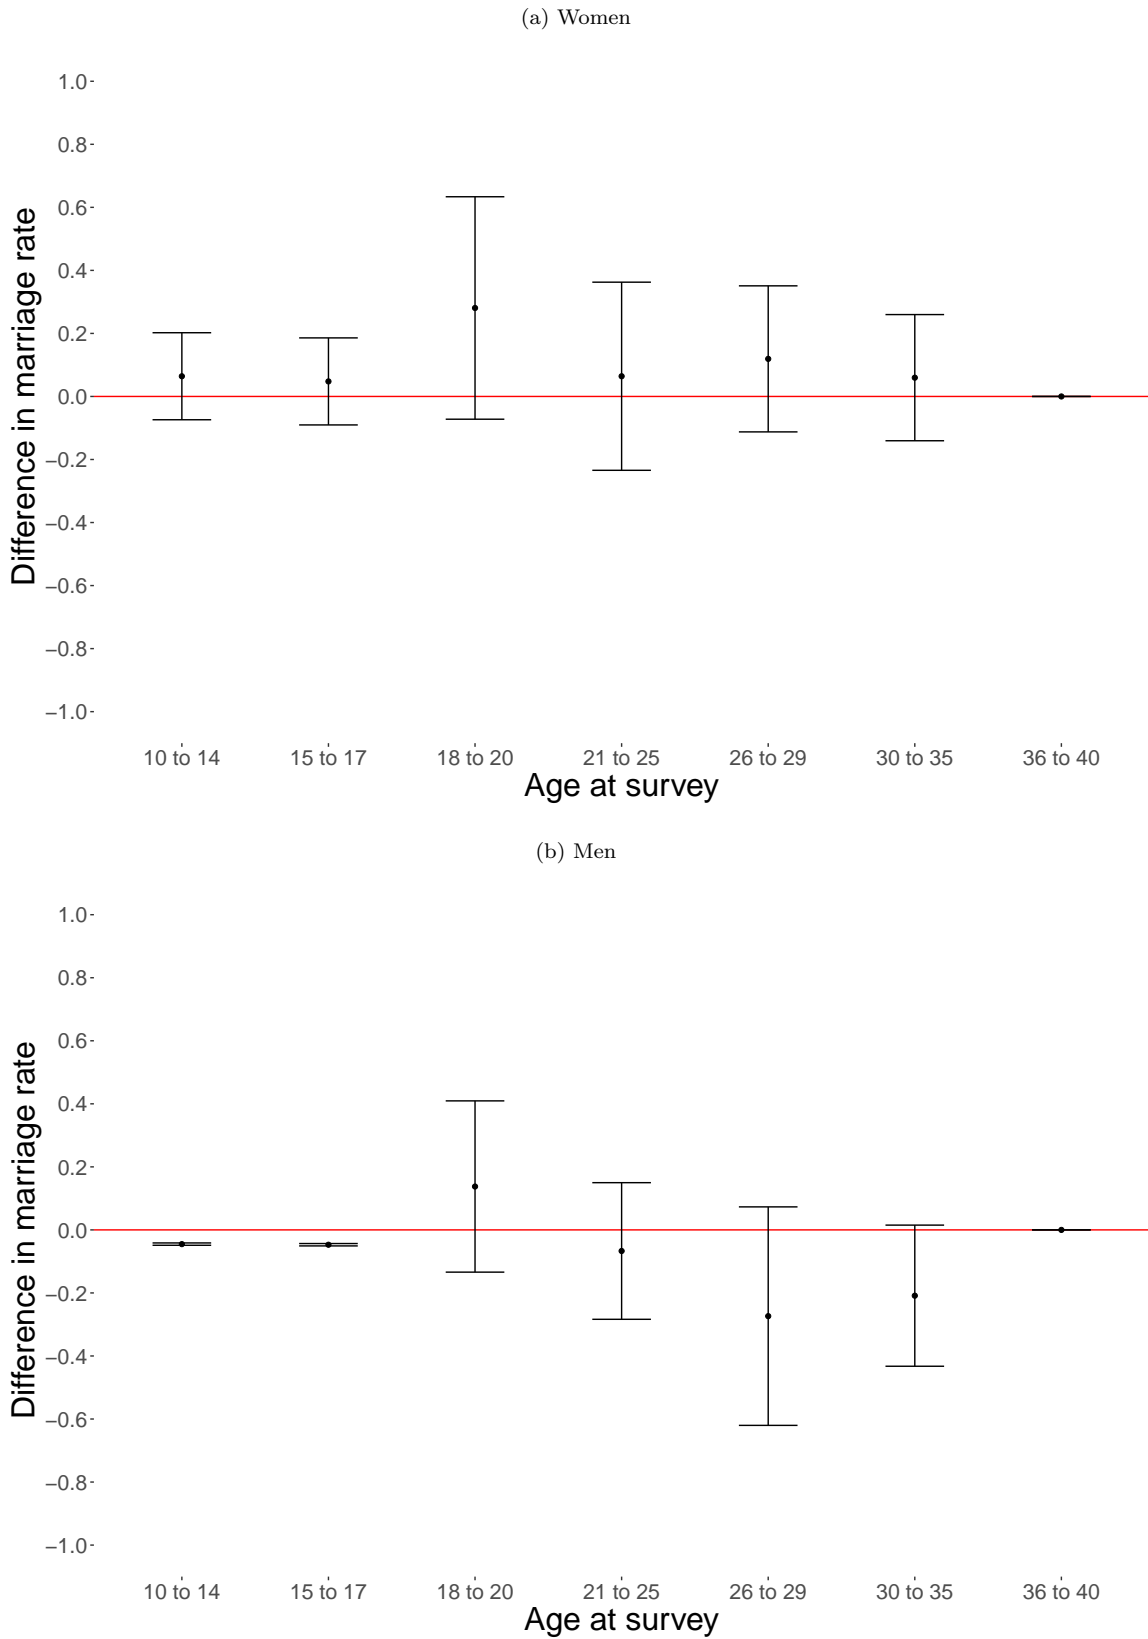 (a) Women
1.0
0.8
0.6
0.4
0.2
0.0
−0.2
−0.4
−0.6
−0.8
−1.0
Difference in marriage rate
10 to 14 15 to 17 18 to 20 21 to 25 26 to 29 30 to 35 36 to 40
Age at survey
(b) Men
1.0
0.8
0.6
0.4
0.2
0.0
−0.2
−0.4
−0.6
−0.8
−1.0
Difference in marriage rate
10 to 14 15 to 17 18 to 20 21 to 25 26 to 29 30 to 35 36 to 40
Age at survey